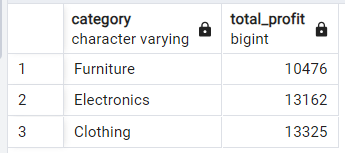 category total_profit
character varying bigint
1 Furniture 10476
2 Electronics 13162
3 Clothing 13325